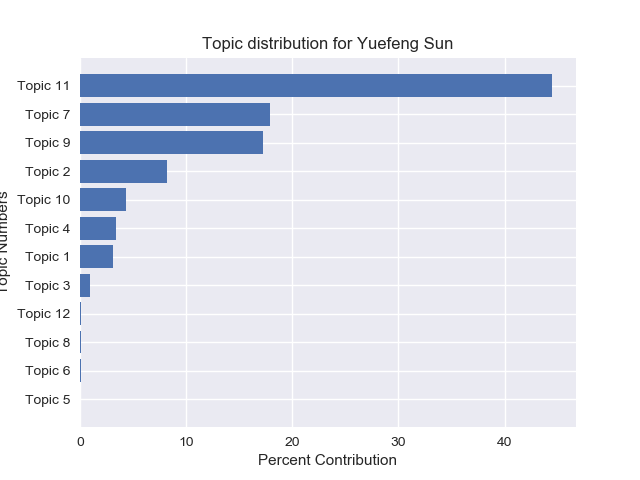 Topic distribution for Yuefeng Sun
Topic 11
Topic 7
Topic 9
Topic 2
Topic 10
Topic 4
Topic 1
Topic 3
Topic 12
Topic 8
Topic 6
Topic 5
Topic Numbers
0 10 20 30 40
Percent Contribution